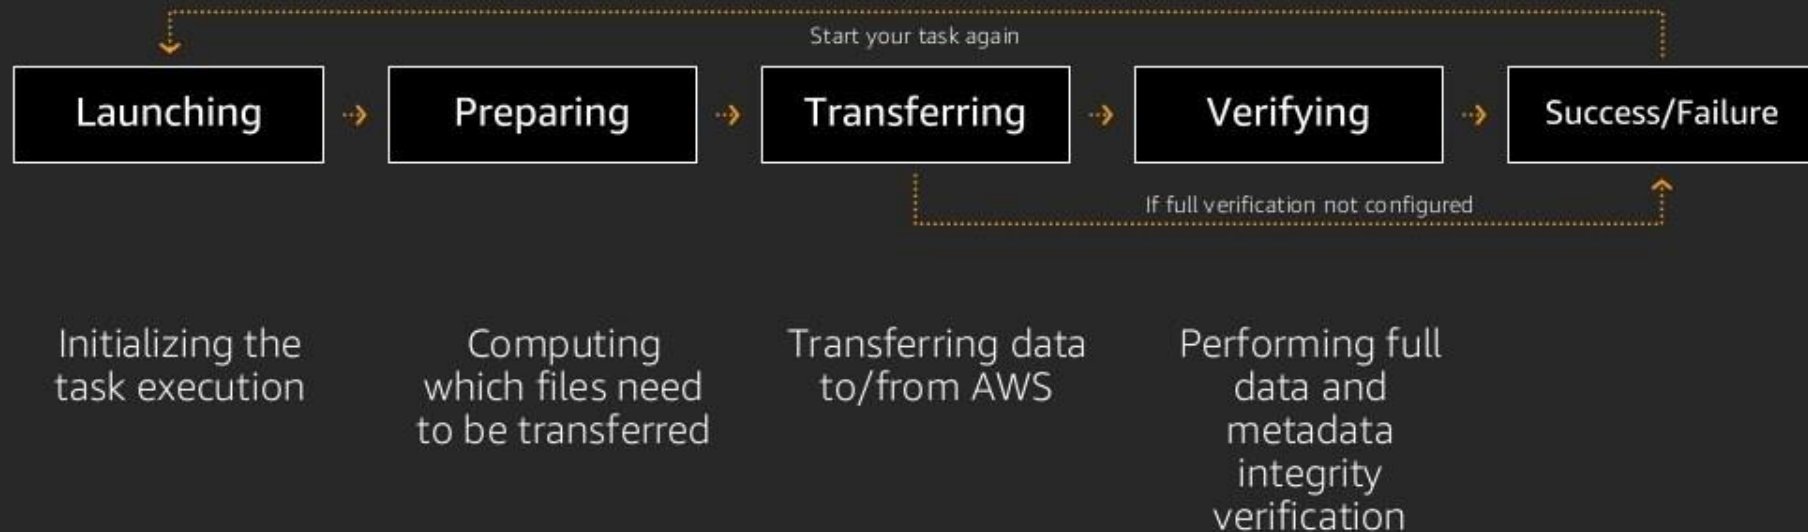 Start your task again
Launching
Preparing
Transferring
Verifying
Success/Failure
If full verification not configured
Initializing the
task execution
Computing
which files need
to be transferred
Transferring data
to/from AWS
Performing full
data and
metadata
integrity
verification